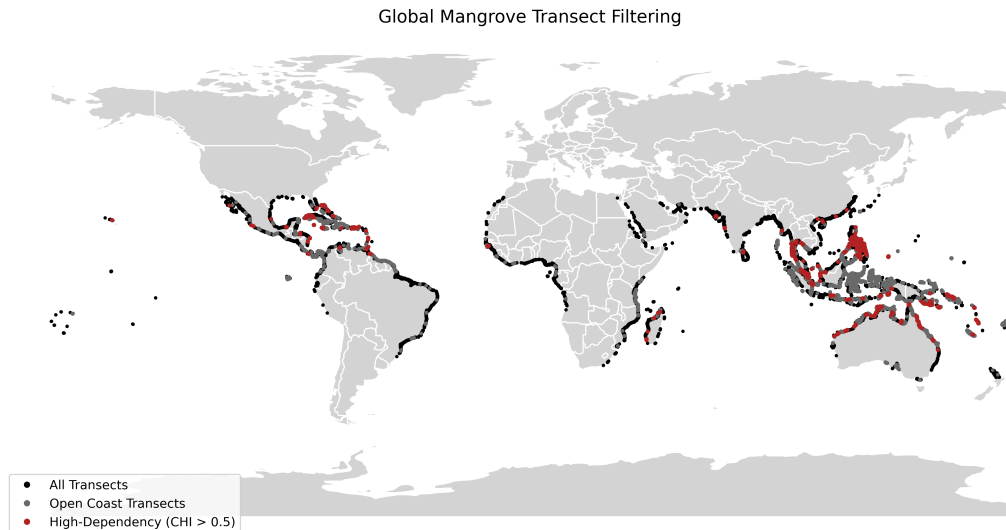 Global Mangrove Transect Filtering
All Transects
Open Coast Transects
High-Dependency (CHI > 0.5)